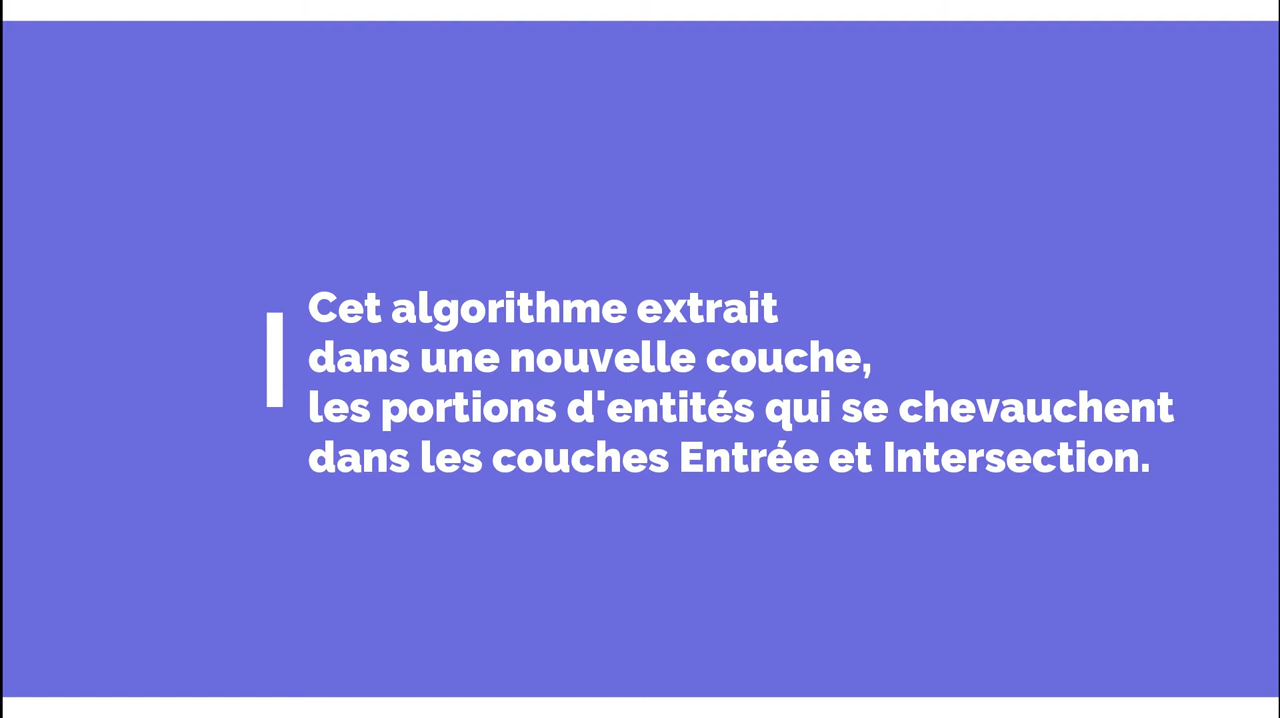 Cet algorithme extrait
dans une nouvelle couche,
les portions d'entités qui se chevauchent
dans les couches Entrée et Intersection.